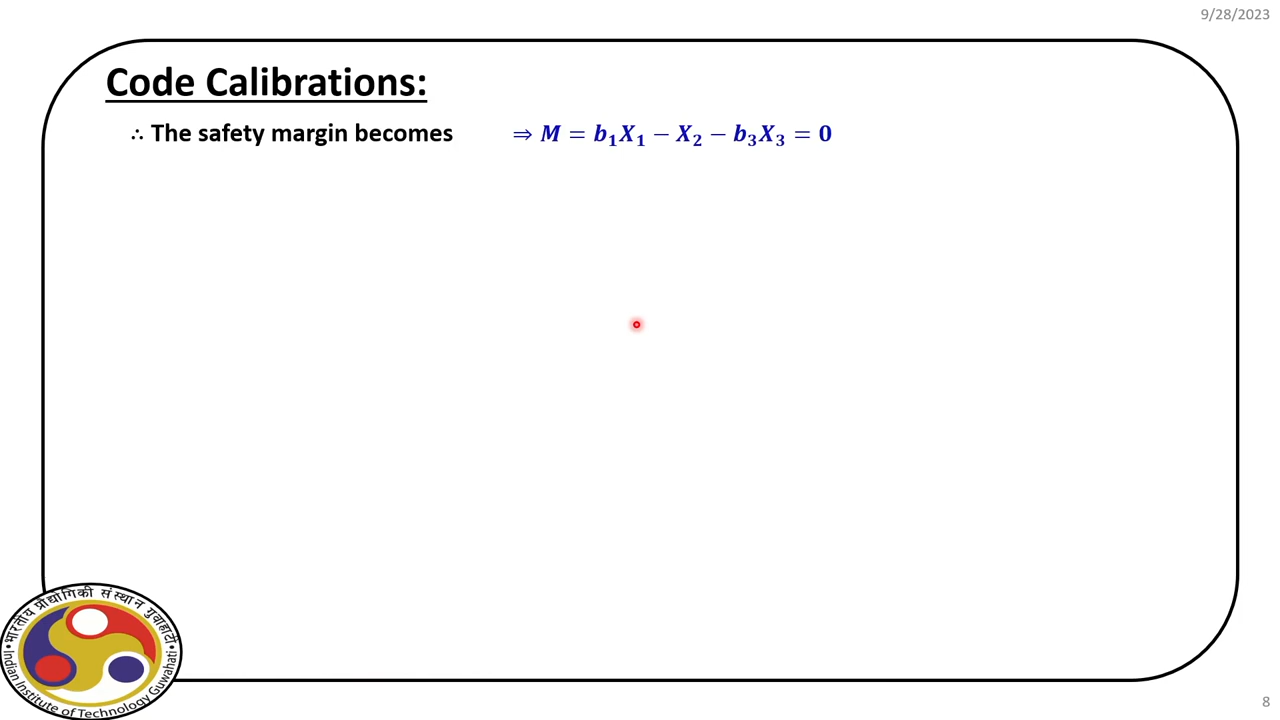 9/28/2023
Code Calibrations:
∴ The safety margin becomes ⇒ M = b₁X₁ − X₂ − b₃X₃ = 0
भारतीय प्रौद्योगिकी संस्थान गुवाहाटी
Indian Institute of Technology Guwahati
8